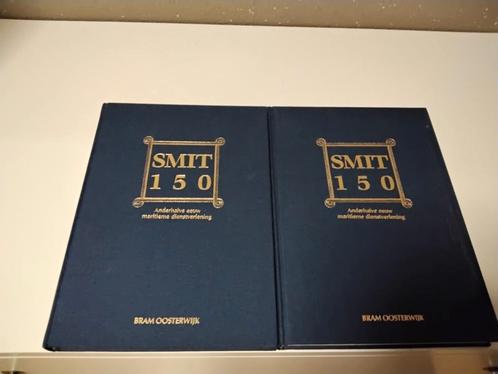 SMIT
150
Anderhalve eeuw
maritieme dienstverlening
BRAM OOSTERWIJK
SMIT
150
Anderhalve eeuw
maritieme dienstverlening
BRAM OOSTERWIJK